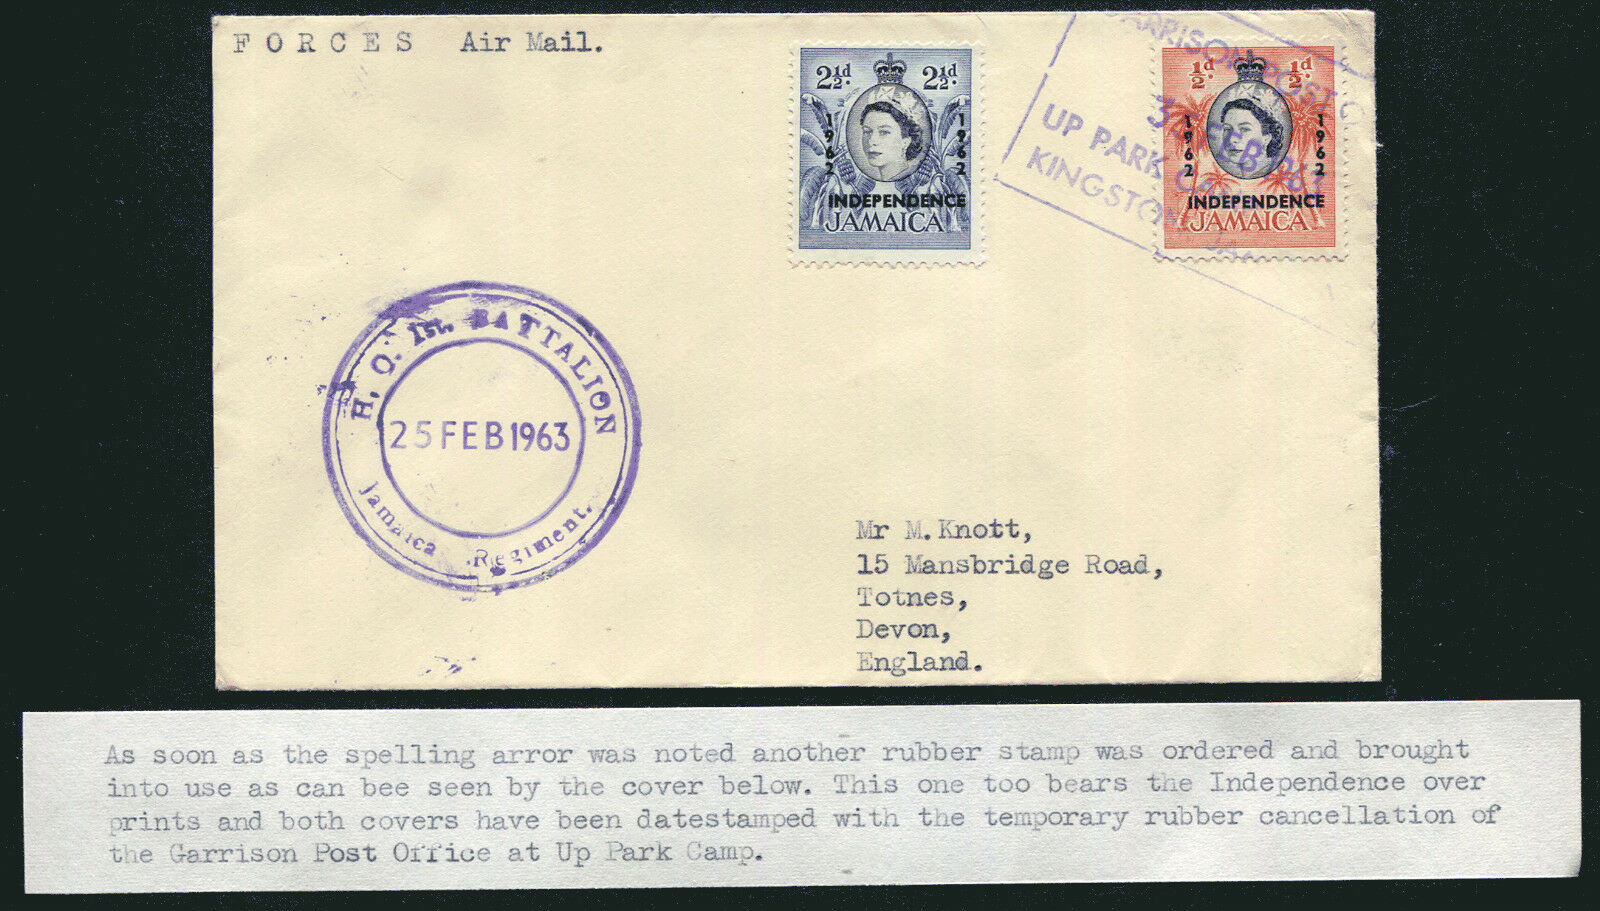 FORCES Air Mail.
2½d. 2½d.
1962 1962
INDEPENDENCE
JAMAICA
½d. ½d.
1962 1962
INDEPENDENCE
JAMAICA
GARRISON POST
FEB 196
UP PARK
KINGSTON
H. Q. 1st. BATTALION
25 FEB 1963
Jamaica Regiment.
Mr M. Knott,
15 Mansbridge Road,
Totnes,
Devon,
England.
As soon as the spelling arror was noted another rubber stamp was ordered and brought
into use as can bee seen by the cover below. This one too bears the Independence over
prints and both covers have been datestamped with the temporary rubber cancellation of
the Garrison Post Office at Up Park Camp.